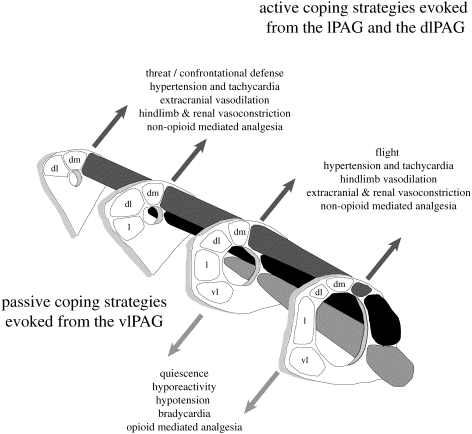 active coping strategies evoked
from the lPAG and the dlPAG
threat / confrontational defense
hypertension and tachycardia
extracranial vasodilation
hindlimb & renal vasoconstriction
non-opioid mediated analgesia
flight
hypertension and tachycardia
hindlimb vasodilation
extracranial & renal vasoconstriction
non-opioid mediated analgesia
dm
dl
dm
dl
l
dm
dl
l
vl
dm
dl
l
vl
passive coping strategies
evoked from the vlPAG
quiescence
hyporeactivity
hypotension
bradycardia
opioid mediated analgesia